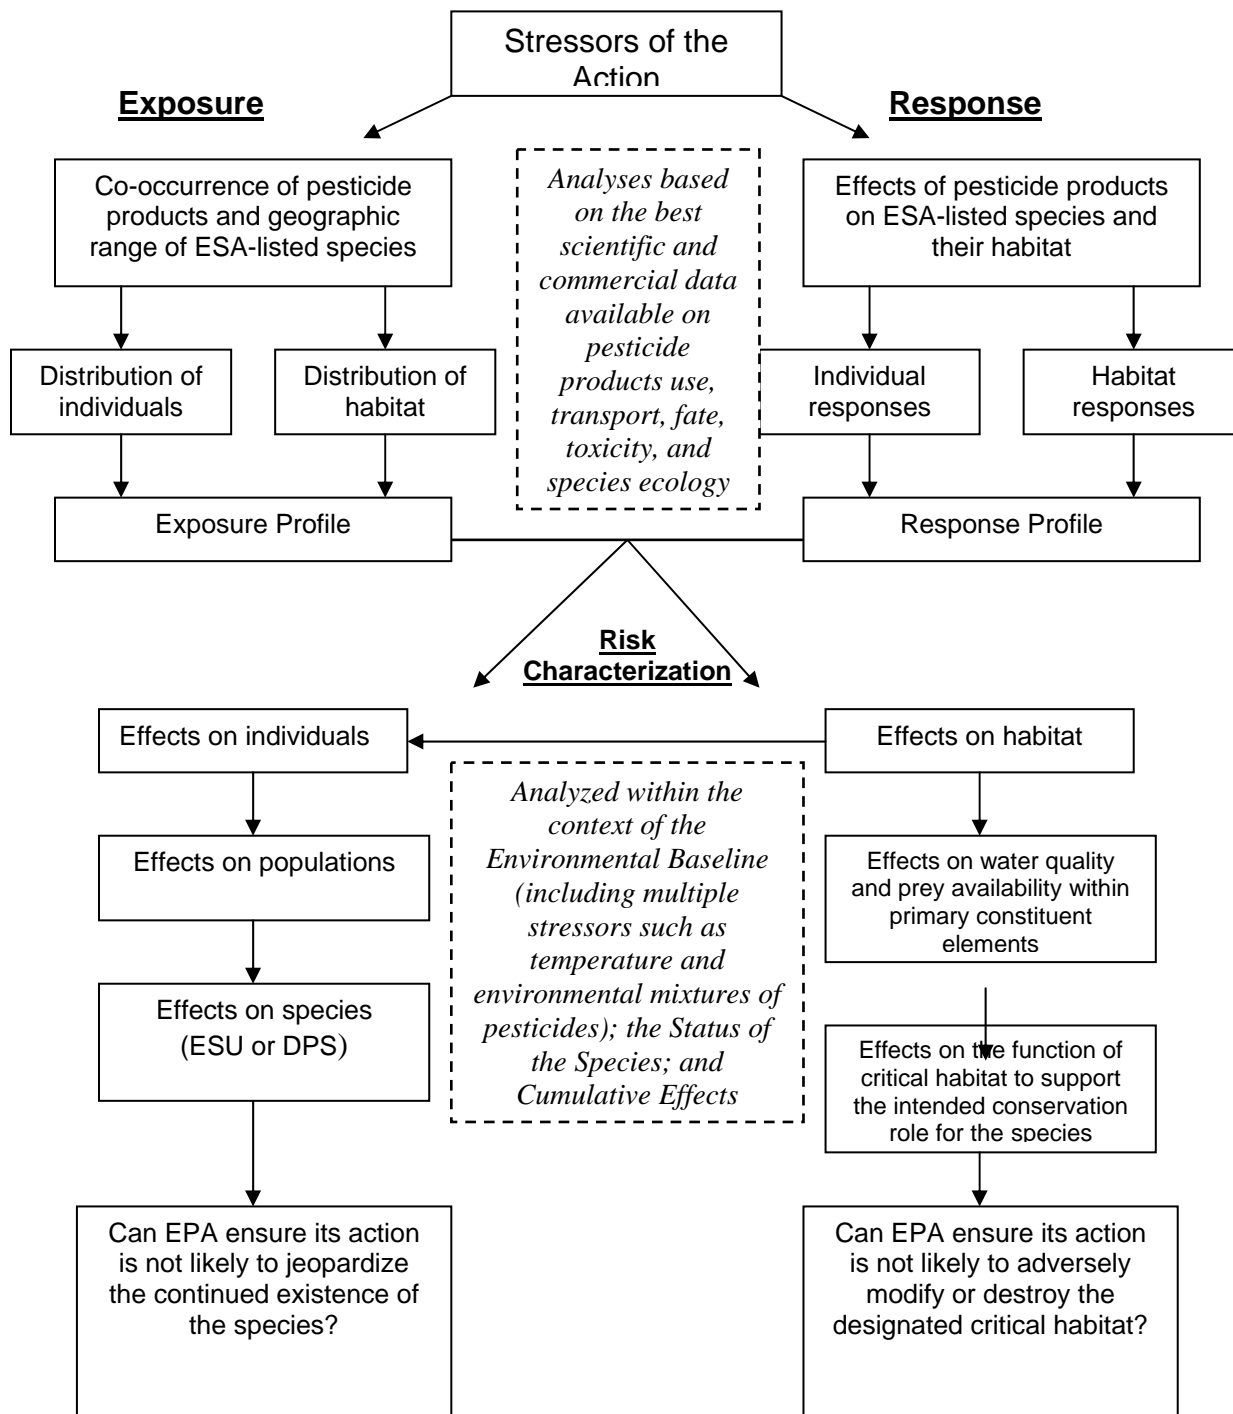 Stressors of the
Action
Exposure
Response
Co-occurrence of pesticide
products and geographic
range of ESA-listed species
Analyses based
on the best
scientific and
commercial data
available on
pesticide
products use,
transport, fate,
toxicity, and
species ecology
Effects of pesticide products
on ESA-listed species and
their habitat
Distribution of
individuals
Distribution of
habitat
Individual
responses
Habitat
responses
Exposure Profile
Response Profile
Risk
Characterization
Effects on individuals
Effects on habitat
Analyzed within the
context of the
Environmental Baseline
(including multiple
stressors such as
temperature and
environmental mixtures of
pesticides); the Status of
the Species; and
Cumulative Effects
Effects on populations
Effects on water quality
and prey availability within
primary constituent
elements
Effects on species
(ESU or DPS)
Effects on the function of
critical habitat to support
the intended conservation
role for the species
Can EPA ensure its action
is not likely to jeopardize
the continued existence of
the species?
Can EPA ensure its action
is not likely to adversely
modify or destroy the
designated critical habitat?